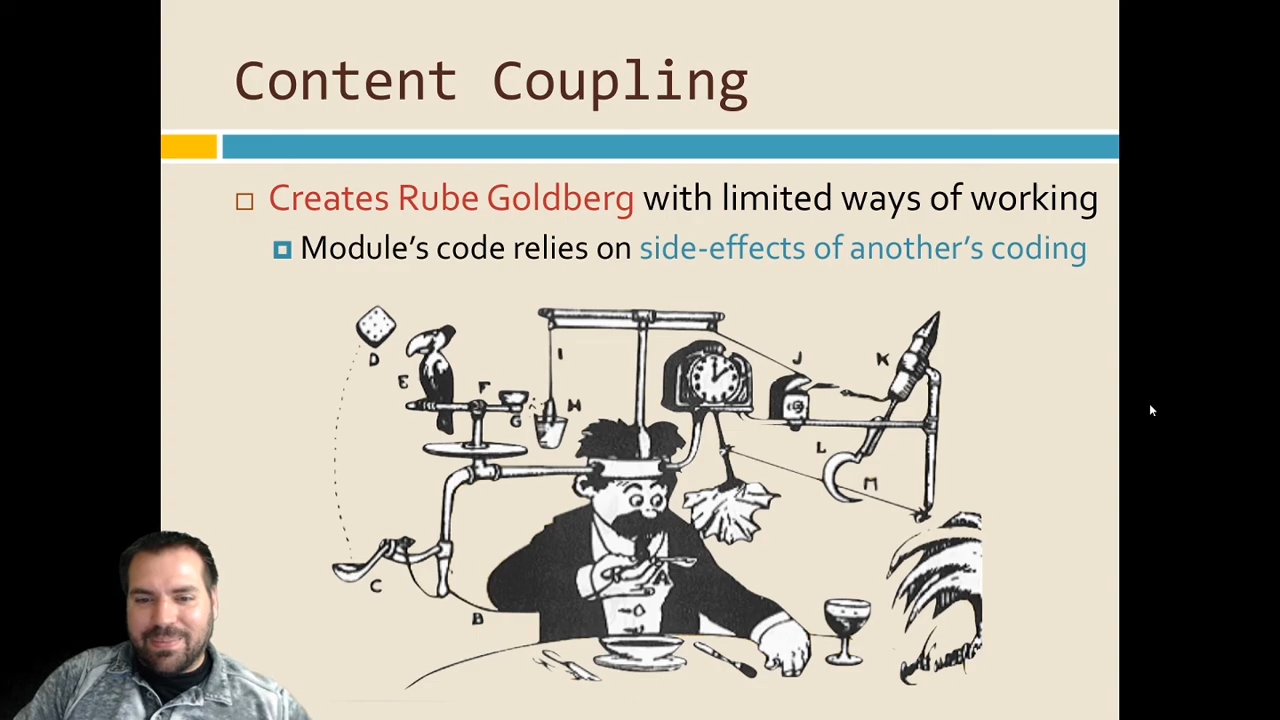 Content Coupling
Creates Rube Goldberg with limited ways of working
Module's code relies on side-effects of another's coding
D
E
F
G
H
I
J
K
L
M
A
B
C